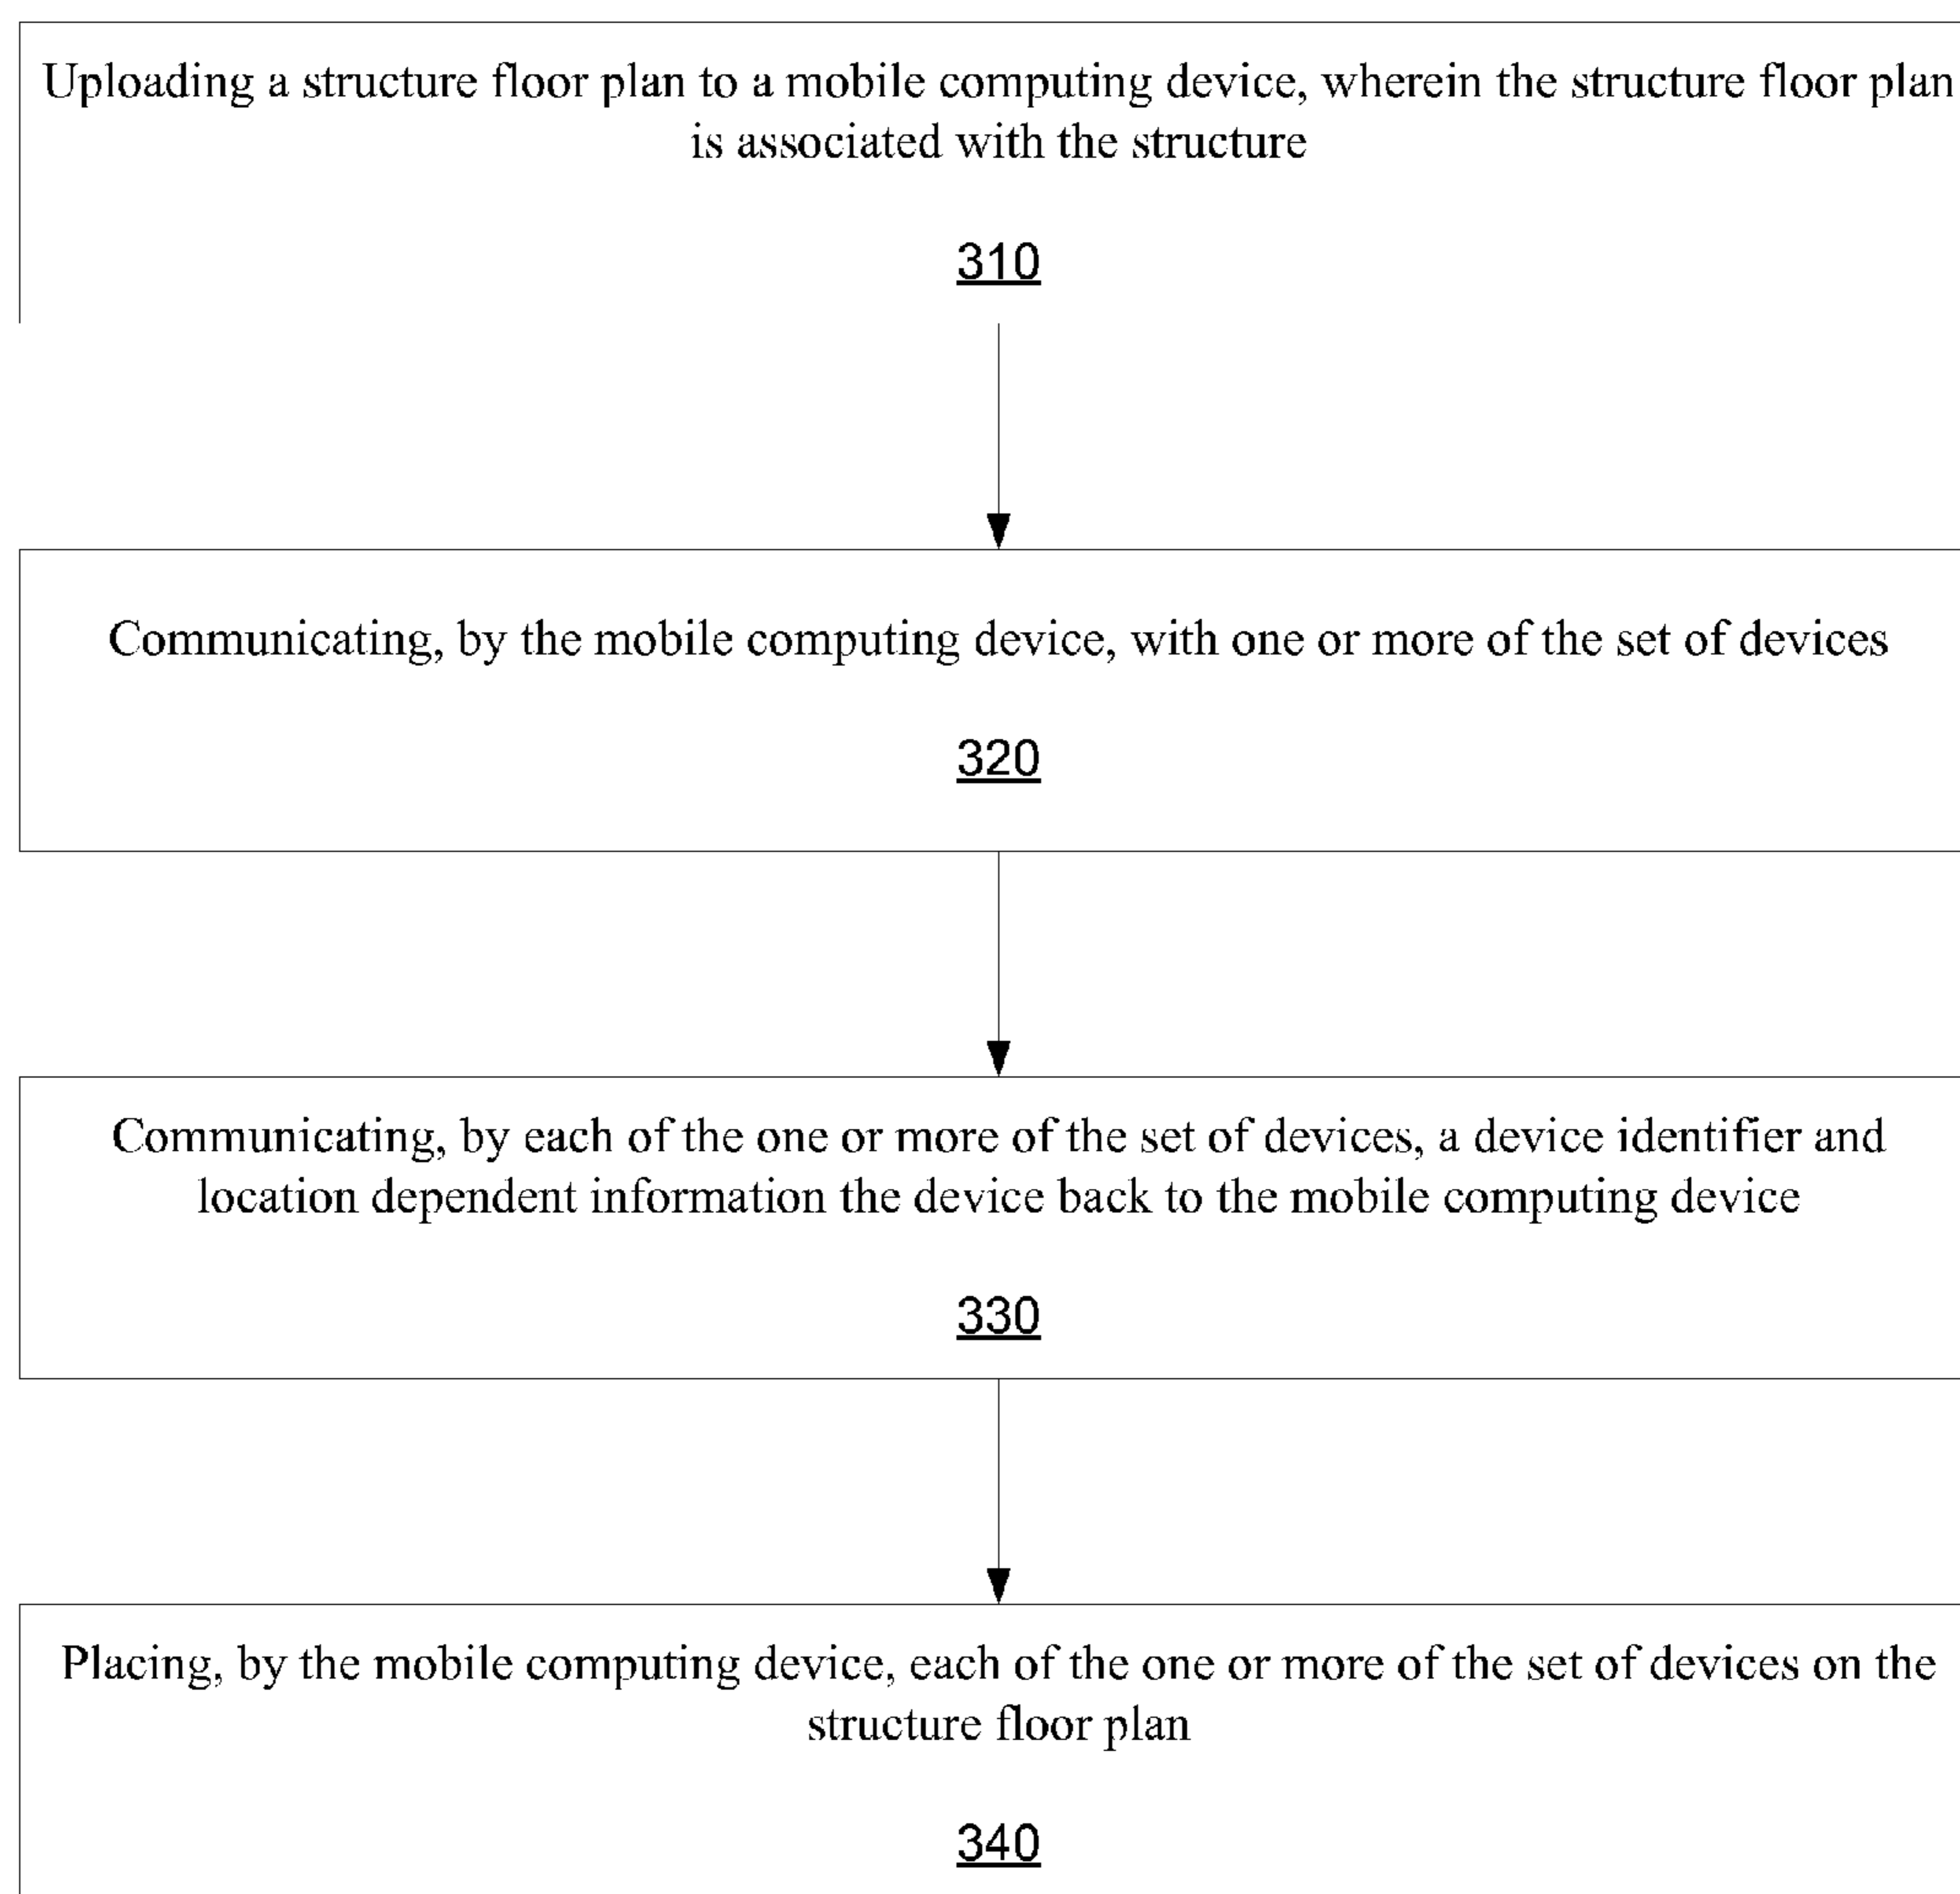 Uploading a structure floor plan to a mobile computing device, wherein the structure floor plan
is associated with the structure
310
Communicating, by the mobile computing device, with one or more of the set of devices
320
Communicating, by each of the one or more of the set of devices, a device identifier and
location dependent information the device back to the mobile computing device
330
Placing, by the mobile computing device, each of the one or more of the set of devices on the
structure floor plan
340